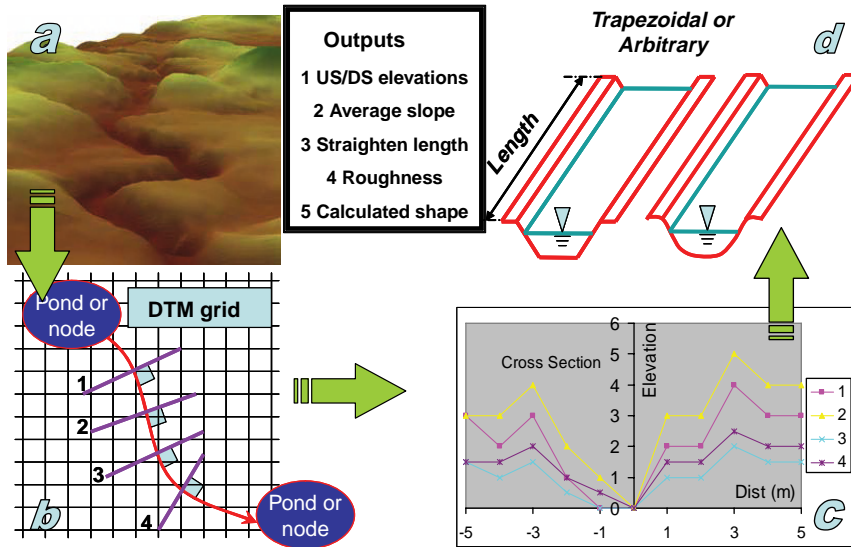 a
Outputs
1 US/DS elevations
2 Average slope
3 Straighten length
4 Roughness
5 Calculated shape
Trapezoidal or
Arbitrary
d
Length
Pond or
node
DTM grid
1
2
3
4
b
Pond or
node
Cross Section
Elevation
6
5
4
3
2
1
0
-5
-3
-1
1
3
5
Dist (m)
1
2
3
4
c